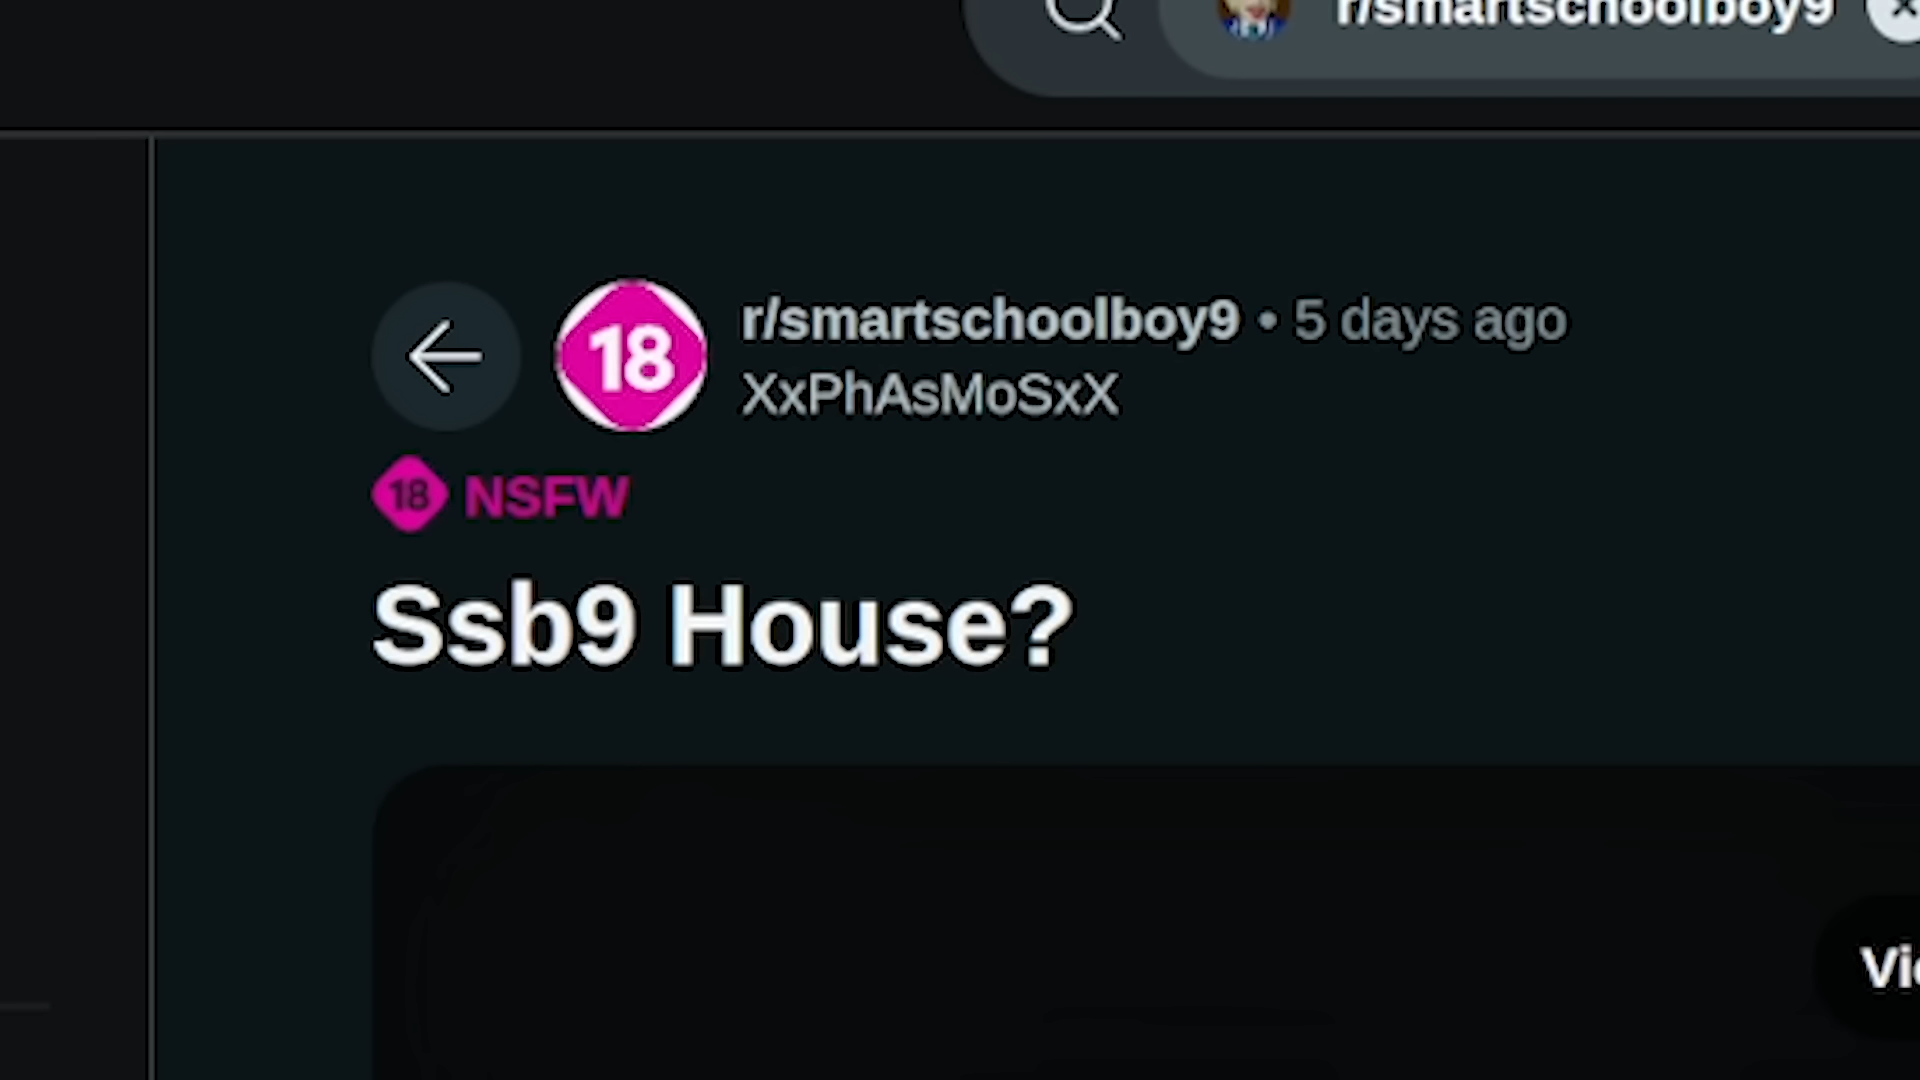 r/smartschoolboy9
18
r/smartschoolboy9 • 5 days ago
XxPhAsMoSxX
18 NSFW
Ssb9 House?